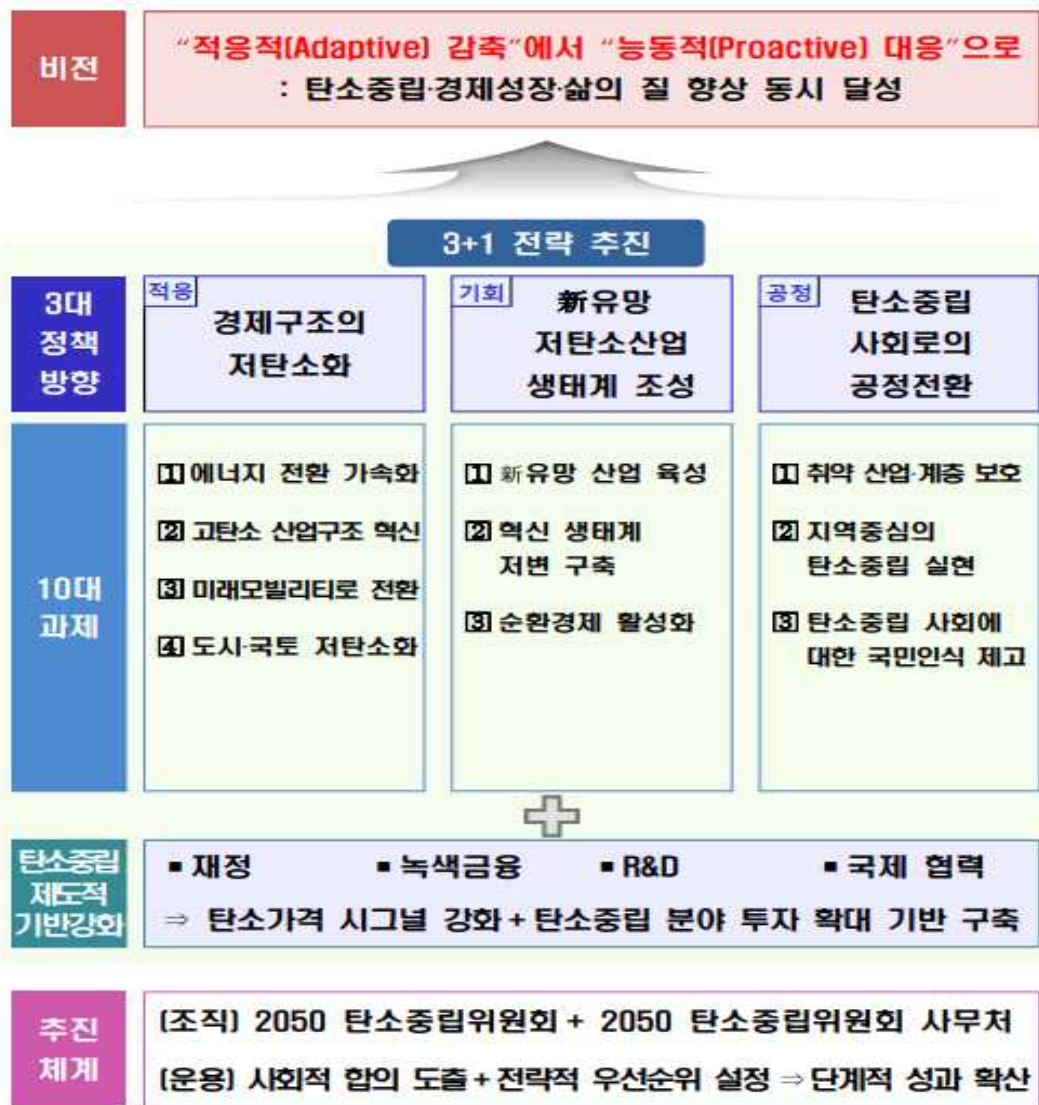 비전
“적응적(Adaptive) 감축”에서 “능동적(Proactive) 대응”으로
: 탄소중립·경제성장·삶의 질 향상 동시 달성
3+1 전략 추진
3대
정책
방향
적응
경제구조의
저탄소화
기회
新유망
저탄소산업
생태계 조성
공정
탄소중립
사회로의
공정전환
10대
과제
1 에너지 전환 가속화
2 고탄소 산업구조 혁신
3 미래모빌리티로 전환
4 도시·국토 저탄소화
1 新유망 산업 육성
2 혁신 생태계
저변 구축
3 순환경제 활성화
1 취약 산업·계층 보호
2 지역중심의
탄소중립 실현
3 탄소중립 사회에
대한 국민인식 제고
탄소중립
제도적
기반강화
▪ 재정 ▪ 녹색금융 ▪ R&D ▪ 국제 협력
⇒ 탄소가격 시그널 강화 + 탄소중립 분야 투자 확대 기반 구축
추진
체계
(조직) 2050 탄소중립위원회 + 2050 탄소중립위원회 사무처
(운용) 사회적 합의 도출 + 전략적 우선순위 설정 ⇒ 단계적 성과 확산